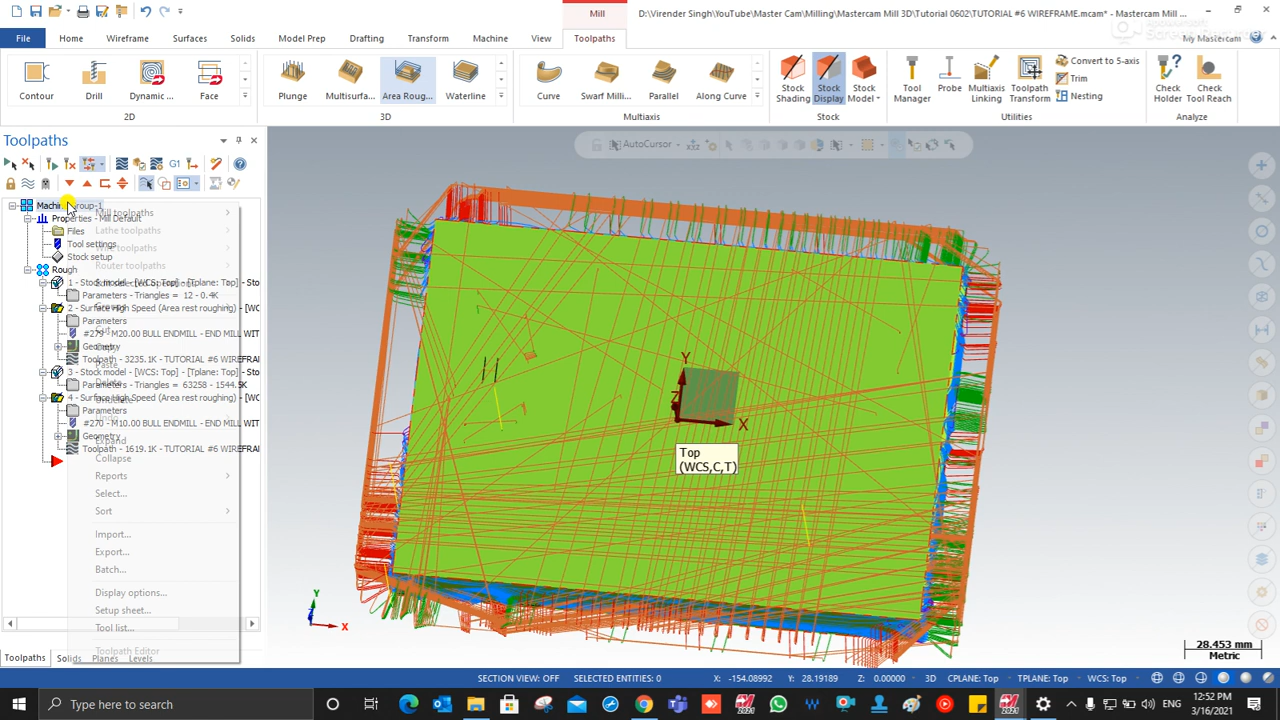 Mill
D:\Virender Singh\YouTube\Master Cam\Milling\Mastercam Mill 3D\Tutorial 0602\TUTORIAL #6 WIREFRAME.mcam* - Mastercam Mill ...
File Home Wireframe Surfaces Solids Model Prep Drafting Transform Machine View Toolpaths My Mastercam
Contour Drill Dynamic ... Face Plunge Multisurfa... Area Roug... Waterline Curve Swarf Milli... Parallel Along Curve
Stock Shading Stock Display Stock Model
Tool Manager Probe Multiaxis Linking Toolpath Transform
Convert to 5-axis
Trim
Nesting
Check Holder Check Tool Reach
2D 3D Multiaxis Stock Utilities Analyze
Toolpaths
AutoCursor
G1
Properties - Mill Default
Files
Tool settings
Stock setup
Rough
1 - Stock model - [WCS: Top] - [Tplane: Top] - Sto
Parameters - Triangles = 12 - 0.4K
2 - Surface High Speed (Area rest roughing) - [WC
Parameters
M20.00 BULL ENDMILL - END MILL WIT
Geometry
Toolpath - 3235.1K - TUTORIAL #6 WIREFRA
3 - Stock model - [WCS: Top] - [Tplane: Top] - Sto
Parameters - Triangles = 63258 - 1544.5K
4 - Surface High Speed (Area rest roughing) - [WC
Parameters
#270 - M10.00 BULL ENDMILL - END MILL WIT
Geometry
Toolpath - 1619.1K - TUTORIAL #6 WIREFRA
Mill toolpaths
Lathe toolpaths
Wire toolpaths
Router toolpaths
Paste
Expand
Collapse
Reports
Select...
Sort
Import...
Export...
Batch...
Display options...
Setup sheet...
Tool list...
Toolpath Editor
Y
Z
X
Top
(WCS,C,T)
Y
X
28.453 mm
Metric
Toolpaths Solids Planes Levels
SECTION VIEW: OFF SELECTED ENTITIES: 0 X: -154.08992 Y: 28.19189 Z: 0.00000 3D CPLANE: Top TPLANE: Top WCS: Top
Type here to search
ENG
12:52 PM
3/16/2021